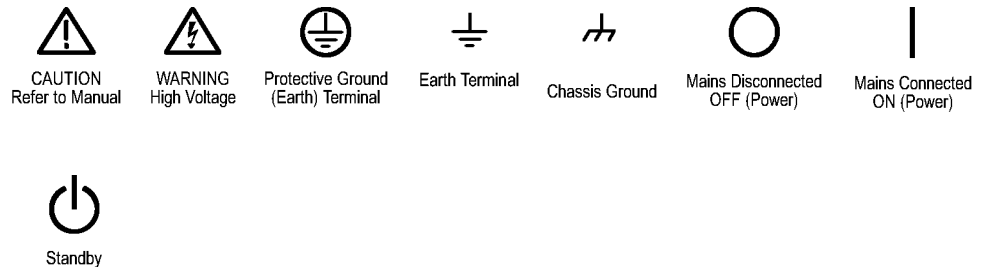 CAUTION
Refer to Manual
WARNING
High Voltage
Protective Ground
(Earth) Terminal
Earth Terminal
Chassis Ground
Mains Disconnected
OFF (Power)
Mains Connected
ON (Power)
Standby